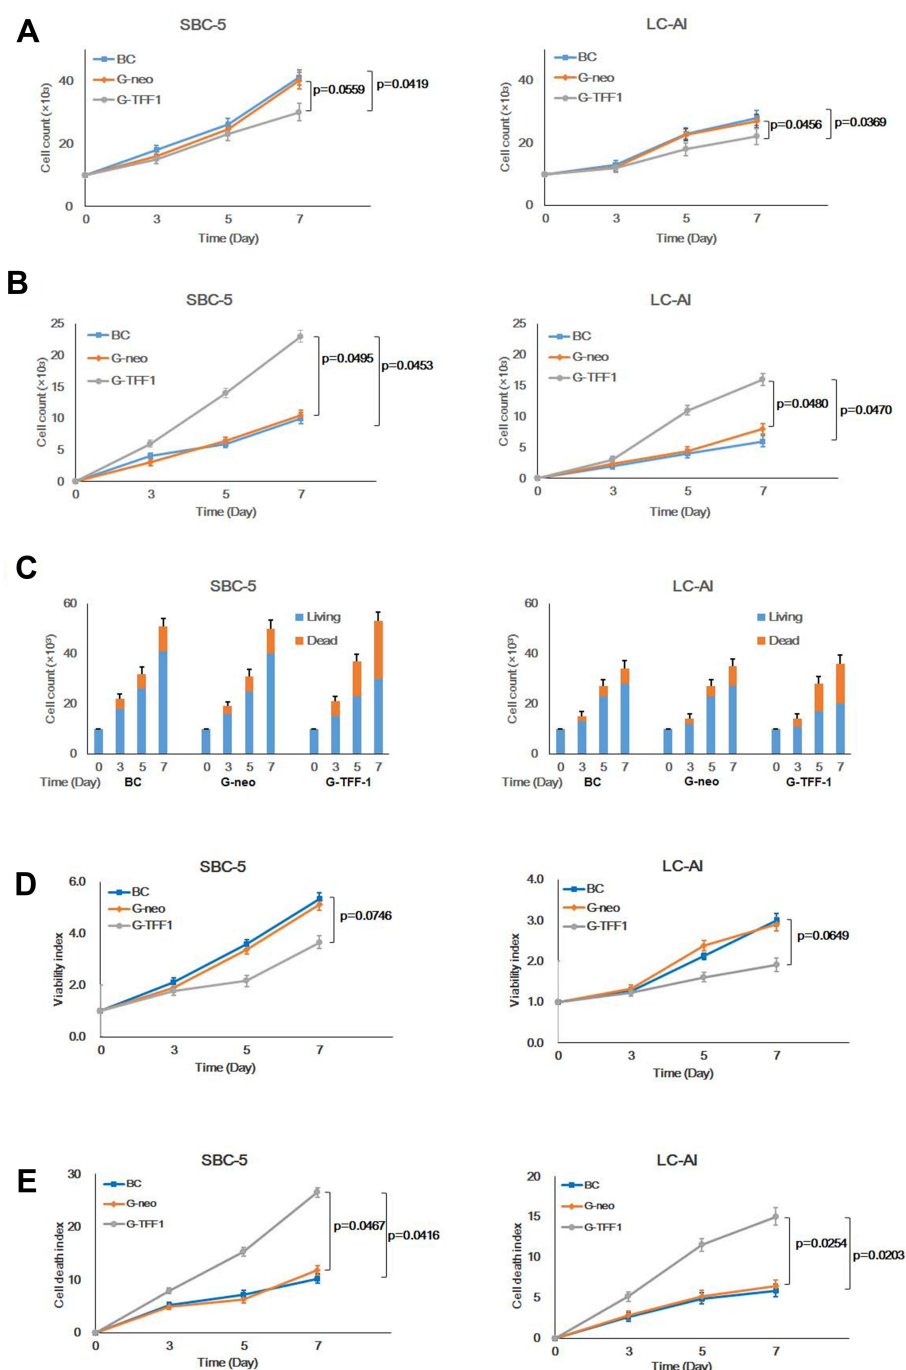 A
SBC-5
LC-AI
BC
G-neo
G-TFF1
Cell count (×10³)
40
20
0
p=0.0559
p=0.0419
0 3 5 7
Time (Day)
BC
G-neo
G-TFF1
Cell count (×10³)
40
20
0
p=0.0456
p=0.0369
0 3 5 7
Time (Day)
B
SBC-5
LC-AI
BC
G-neo
G-TFF1
Cell count (×10³)
25
20
15
10
5
0
p=0.0495
p=0.0453
0 3 5 7
Time (Day)
BC
G-neo
G-TFF1
Cell count (×10³)
25
20
15
10
5
0
p=0.0480
p=0.0470
0 3 5 7
Time (Day)
C
SBC-5
LC-AI
Living
Dead
Cell count (×10³)
60
40
20
0
0 3 5 7 0 3 5 7 0 3 5 7
Time (Day) BC G-neo G-TFF-1
Living
Dead
Cell count (×10³)
60
40
20
0
0 3 5 7 0 3 5 7 0 3 5 7
Time (Day) BC G-neo G-TFF-1
D
SBC-5
LC-AI
BC
G-neo
G-TFF1
Viability index
6.0
4.0
2.0
0.0
p=0.0746
0 3 5 7
Time (Day)
BC
G-neo
G-TFF1
Viability index
4.0
3.0
2.0
1.0
0.0
p=0.0649
0 3 5 7
Time (Day)
E
SBC-5
LC-AI
BC
G-neo
G-TFF1
Cell death index
30
20
10
0
p=0.0467
p=0.0416
0 3 5 7
Time (Day)
BC
G-neo
G-TFF1
Cell death index
20
15
10
5
0
p=0.0254
p=0.0203
0 3 5 7
Time (Day)